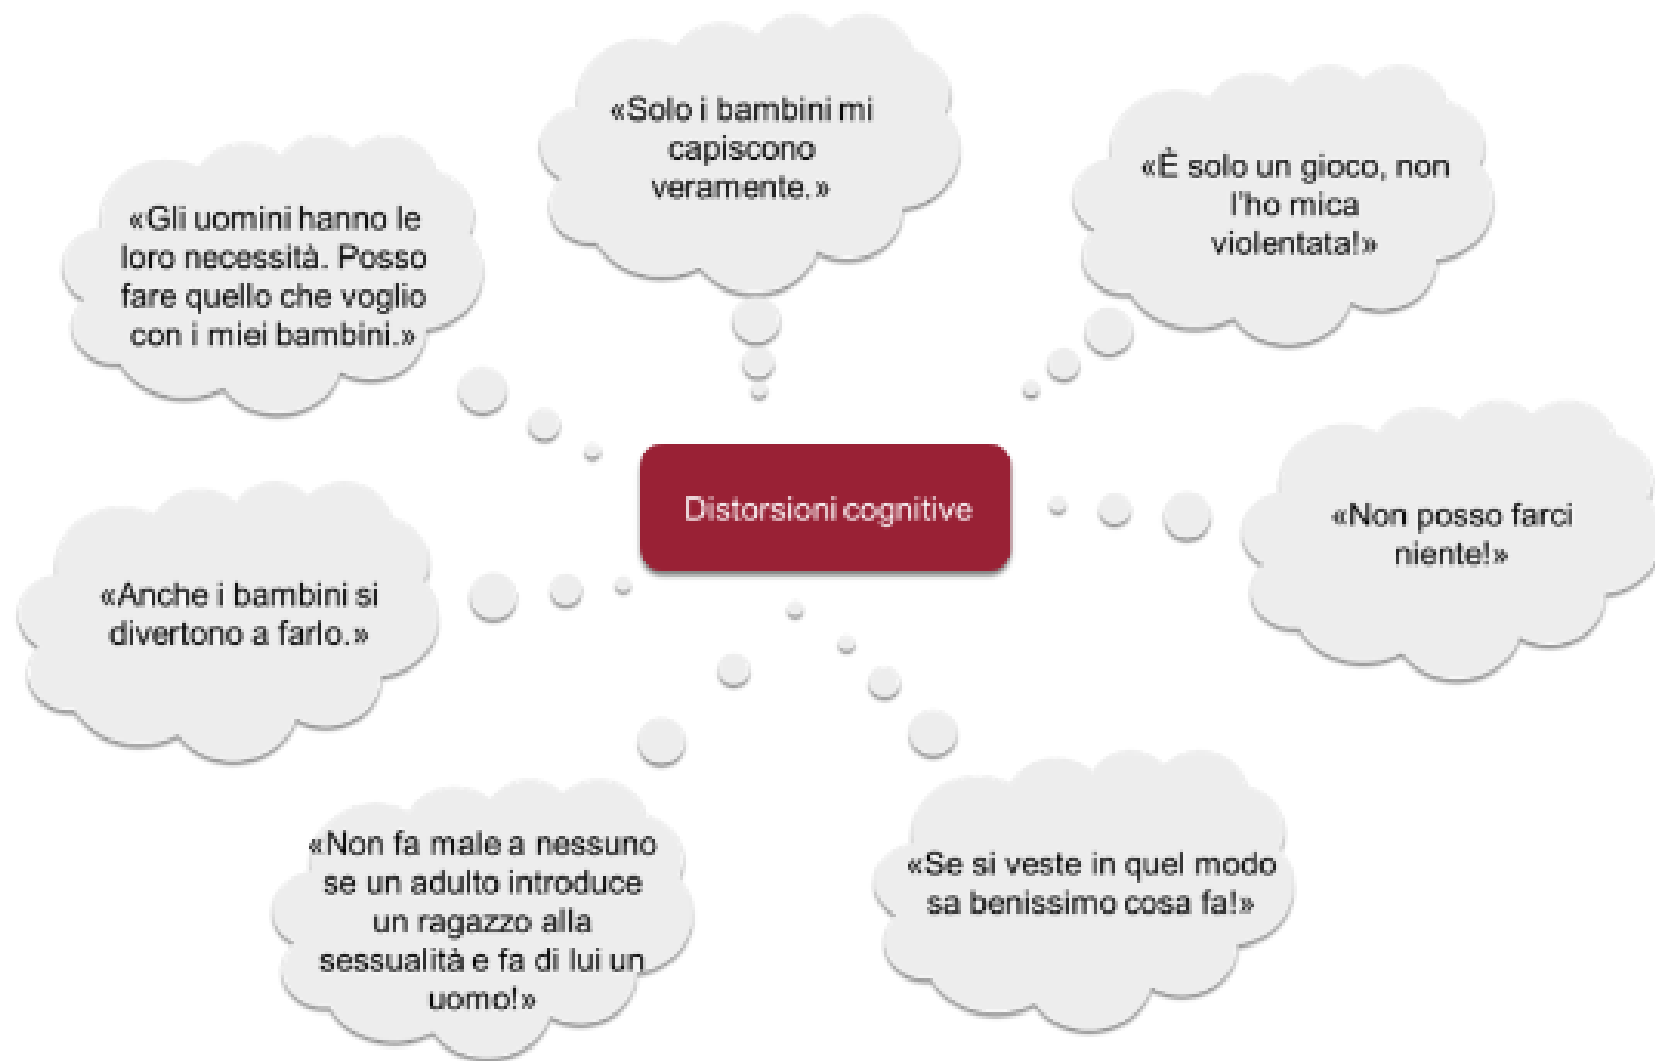 «Solo i bambini mi
capiscono
veramente.»
«È solo un gioco, non
l'ho mica
violentata!»
«Gli uomini hanno le
loro necessità. Posso
fare quello che voglio
con i miei bambini.»
Distorsioni cognitive
«Non posso farci
niente!»
«Anche i bambini si
divertono a farlo.»
«Non fa male a nessuno
se un adulto introduce
un ragazzo alla
sessualità e fa di lui un
uomo!»
«Se si veste in quel modo
sa benissimo cosa fa!»